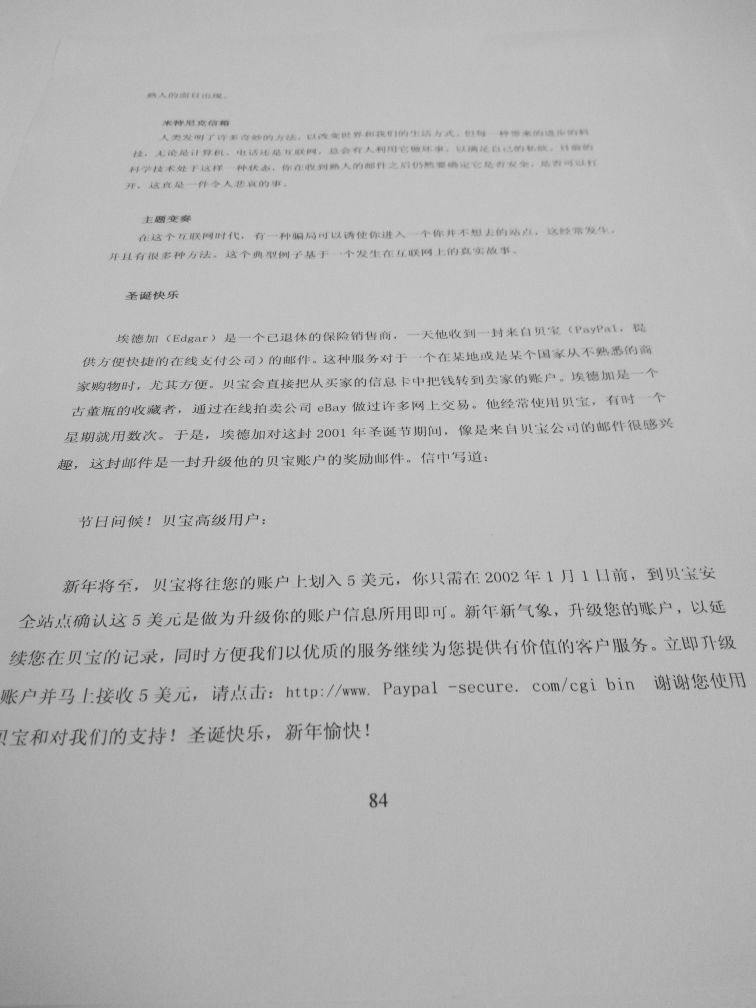 熟人的面目出现。
米特尼克信箱
人类发明了许多奇妙的方法，以改变世界和我们的生活方式。但每一种带来的进步的科
技，无论是计算机、电话还是互联网，总会有人利用它做坏事，以满足自己的私欲。目前的
科学技术处于这样一种状态，你在收到熟人的邮件之后仍然要确定它是否安全，是否可以打
开，这真是一件令人悲哀的事。
主题变奏
在这个互联网时代，有一种骗局可以诱使你进入一个你并不想去的站点，这经常发生，
并且有很多种方法。这个典型例子基于一个发生在互联网上的真实故事。
圣诞快乐
埃德加（Edgar）是一个已退休的保险销售商，一天他收到一封来自贝宝（PayPal，提
供方便快捷的在线支付公司）的邮件。这种服务对于一个在某地或是某个国家从不熟悉的商
家购物时，尤其方便。贝宝会直接把从买家的信息卡中把钱转到卖家的账户。埃德加是一个
古董瓶的收藏者，通过在线拍卖公司 eBay 做过许多网上交易。他经常使用贝宝，有时一个
星期就用数次。于是，埃德加对这封 2001 年圣诞节期间，像是来自贝宝公司的邮件很感兴
趣，这封邮件是一封升级他的贝宝账户的奖励邮件。信中写道：
节日问候！贝宝高级用户：
新年将至，贝宝将往您的账户上划入 5 美元，你只需在 2002 年 1 月 1 日前，到贝宝安
全站点确认这 5 美元是做为升级你的账户信息所用即可。新年新气象，升级您的账户，以延
续您在贝宝的记录，同时方便我们以优质的服务继续为您提供有价值的客户服务。立即升级
账户并马上接收 5 美元，请点击：http://www. Paypal -secure. com/cgi bin 谢谢您使用
贝宝和对我们的支持！圣诞快乐，新年愉快！
84